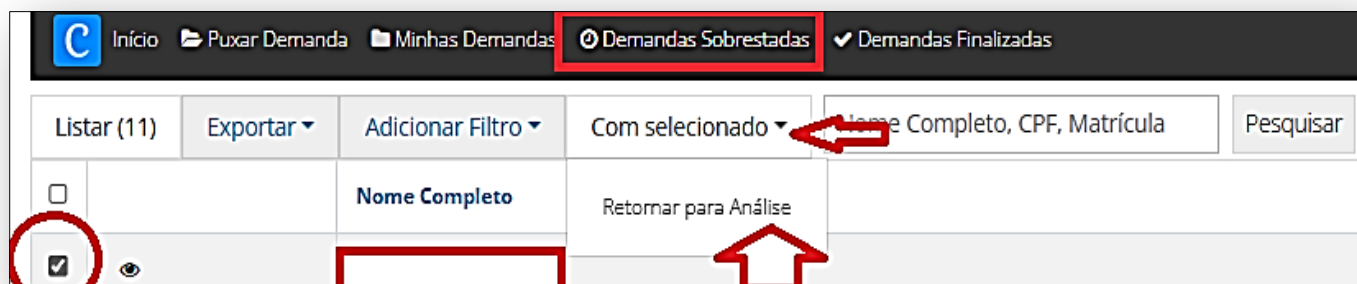 C Início Puxar Demanda Minhas Demandas Demandas Sobrestadas Demandas Finalizadas
Listar (11) Exportar Adicionar Filtro Com selecionado Nome Completo, CPF, Matrícula Pesquisar
Nome Completo
Retornar para Análise